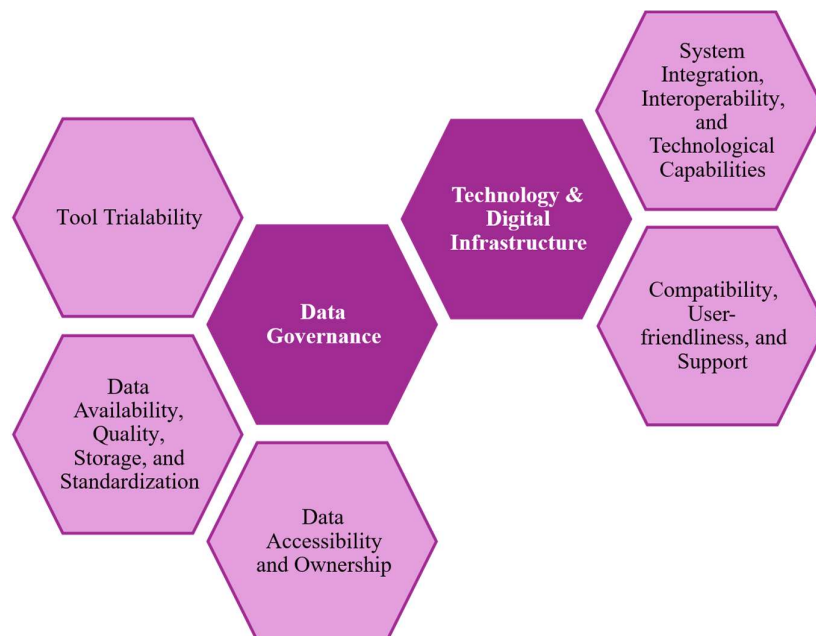 System
Integration,
Interoperability,
and
Technological
Capabilities
Technology &
Digital
Infrastructure
Tool Trialability
Compatibility,
User-
friendliness, and
Support
Data
Governance
Data
Availability,
Quality,
Storage, and
Standardization
Data
Accessibility
and Ownership